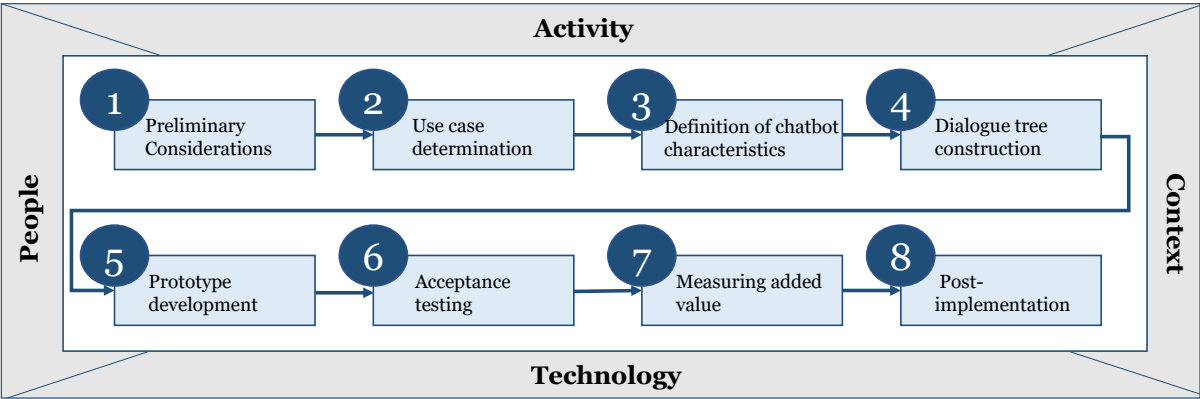 Activity
1
Preliminary
Considerations
2
Use case
determination
3
Definition of chatbot
characteristics
4
Dialogue tree
construction
People
Context
5
Prototype
development
6
Acceptance
testing
7
Measuring added
value
8
Post-
implementation
Technology